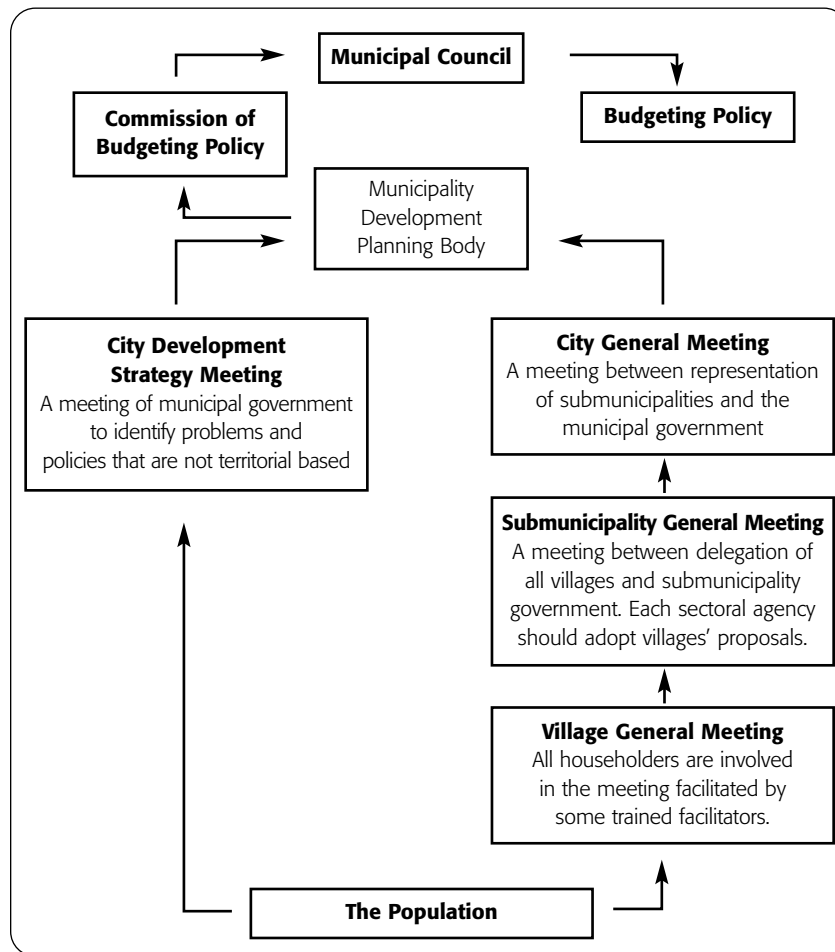 Municipal Council
Commission of
Budgeting Policy
Budgeting Policy
Municipality
Development
Planning Body
City Development
Strategy Meeting
A meeting of municipal government
to identify problems and
policies that are not territorial based
City General Meeting
A meeting between representation
of submunicipalities and the
municipal government
Submunicipality General Meeting
A meeting between delegation of
all villages and submunicipality
government. Each sectoral agency
should adopt villages’ proposals.
Village General Meeting
All householders are involved
in the meeting facilitated by
some trained facilitators.
The Population